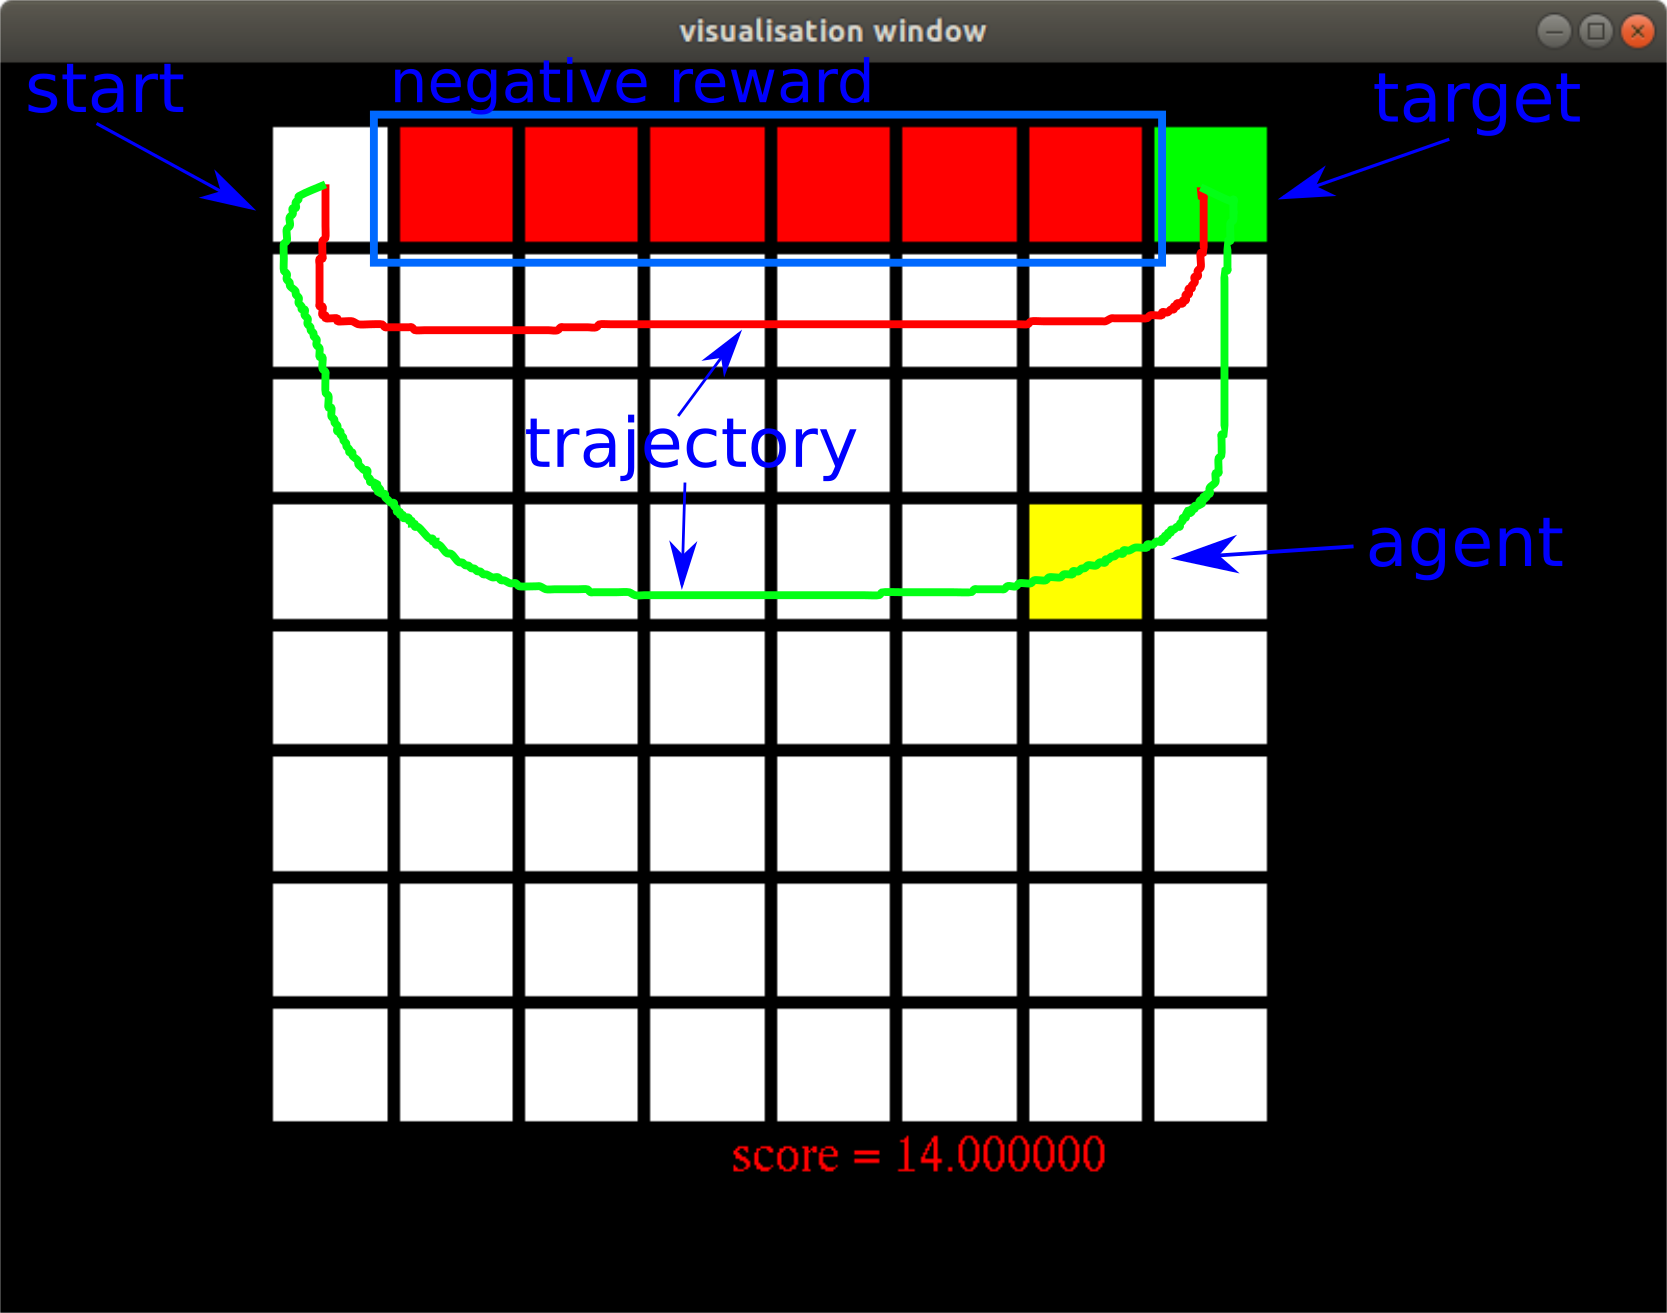 visualisation window
start
negative reward
target
trajectory
agent
score = 14.000000